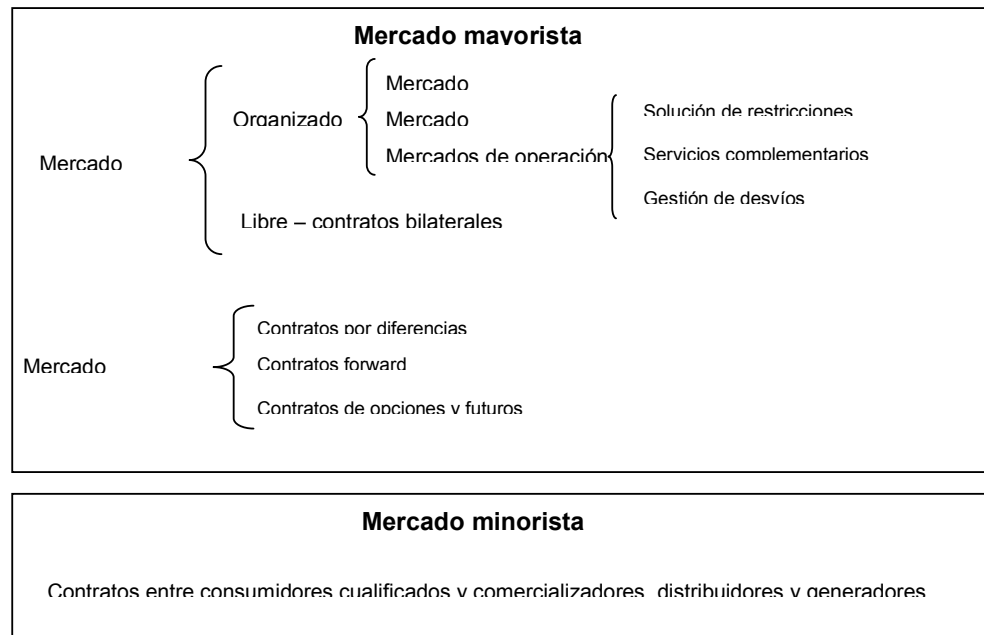 Mercado mayorista
Mercado
Organizado
Mercado
Mercado
Mercados de operación
Solución de restricciones
Servicios complementarios
Gestión de desvíos
Libre – contratos bilaterales
Mercado
Contratos por diferencias
Contratos forward
Contratos de opciones y futuros
Mercado minorista
Contratos entre consumidores cualificados y comercializadores distribuidores y generadores